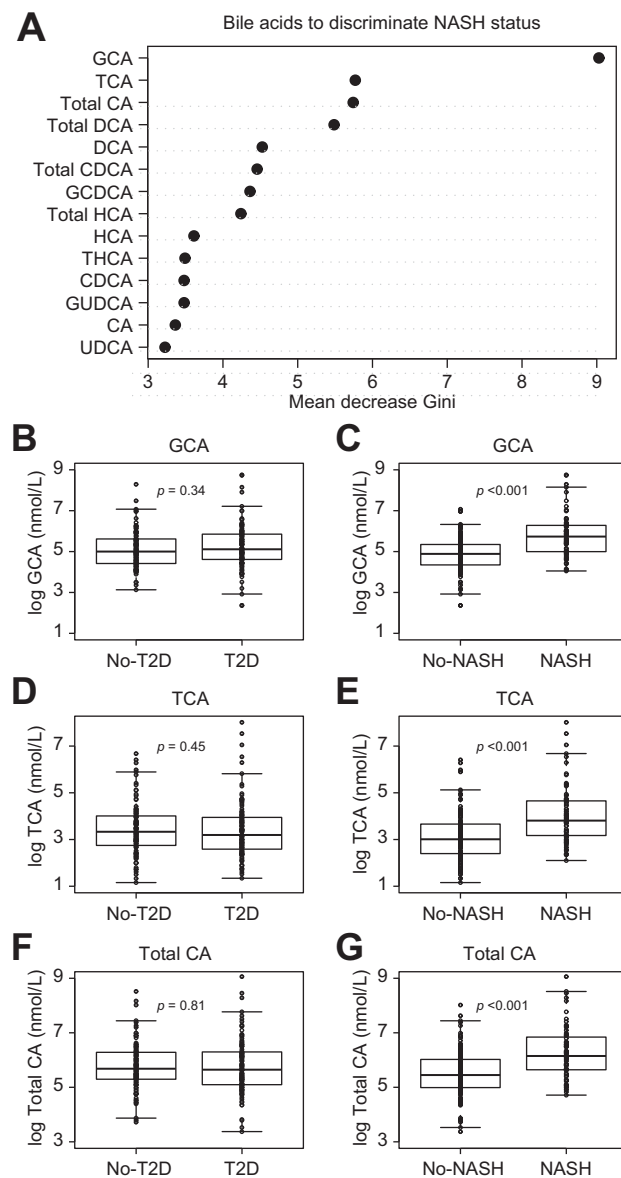 A
Bile acids to discriminate NASH status
GCA
TCA
Total CA
Total DCA
DCA
Total CDCA
GCDCA
Total HCA
HCA
THCA
CDCA
GUDCA
CA
UDCA
3 4 5 6 7 8 9
Mean decrease Gini
B
GCA
log GCA (nmol/L)
9
7
5
3
1
p = 0.34
No-T2D T2D
C
GCA
log GCA (nmol/L)
9
7
5
3
1
p <0.001
No-NASH NASH
D
TCA
log TCA (nmol/L)
7
5
3
1
p = 0.45
No-T2D T2D
E
TCA
log TCA (nmol/L)
7
5
3
1
p <0.001
No-NASH NASH
F
Total CA
log Total CA (nmol/L)
9
7
5
3
p = 0.81
No-T2D T2D
G
Total CA
log Total CA (nmol/L)
9
7
5
3
p <0.001
No-NASH NASH